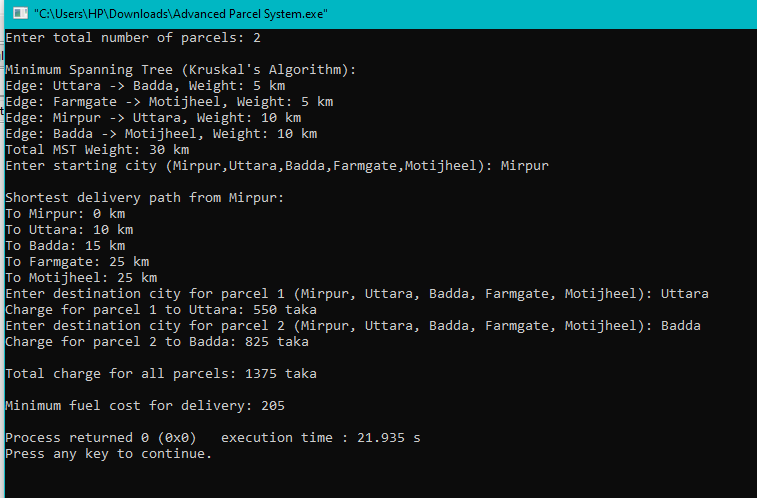 "C:\Users\HP\Downloads\Advanced Parcel System.exe"
Enter total number of parcels: 2
Minimum Spanning Tree (Kruskal's Algorithm):
Edge: Uttara -> Badda, Weight: 5 km
Edge: Farmgate -> Motijheel, Weight: 5 km
Edge: Mirpur -> Uttara, Weight: 10 km
Edge: Badda -> Motijheel, Weight: 10 km
Total MST Weight: 30 km
Enter starting city (Mirpur,Uttara,Badda,Farmgate,Motijheel): Mirpur
Shortest delivery path from Mirpur:
To Mirpur: 0 km
To Uttara: 10 km
To Badda: 15 km
To Farmgate: 25 km
To Motijheel: 25 km
Enter destination city for parcel 1 (Mirpur, Uttara, Badda, Farmgate, Motijheel): Uttara
Charge for parcel 1 to Uttara: 550 taka
Enter destination city for parcel 2 (Mirpur, Uttara, Badda, Farmgate, Motijheel): Badda
Charge for parcel 2 to Badda: 825 taka
Total charge for all parcels: 1375 taka
Minimum fuel cost for delivery: 205
Process returned 0 (0x0)   execution time : 21.935 s
Press any key to continue.